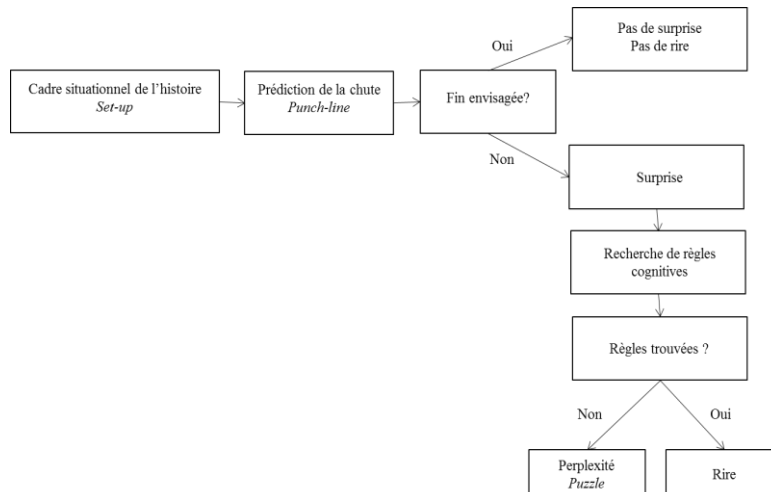 Cadre situationnel de l'histoire
Set-up
Prédiction de la chute
Punch-line
Fin envisagée?
Oui
Pas de surprise
Pas de rire
Non
Surprise
Recherche de règles
cognitives
Règles trouvées ?
Non
Oui
Perplexité
Puzzle
Rire